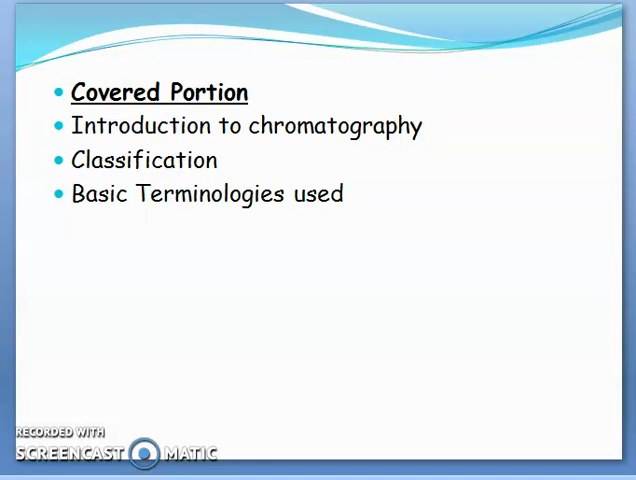 Covered Portion
Introduction to chromatography
Classification
Basic Terminologies used
RECORDED WITH
SCREENCAST MATIC